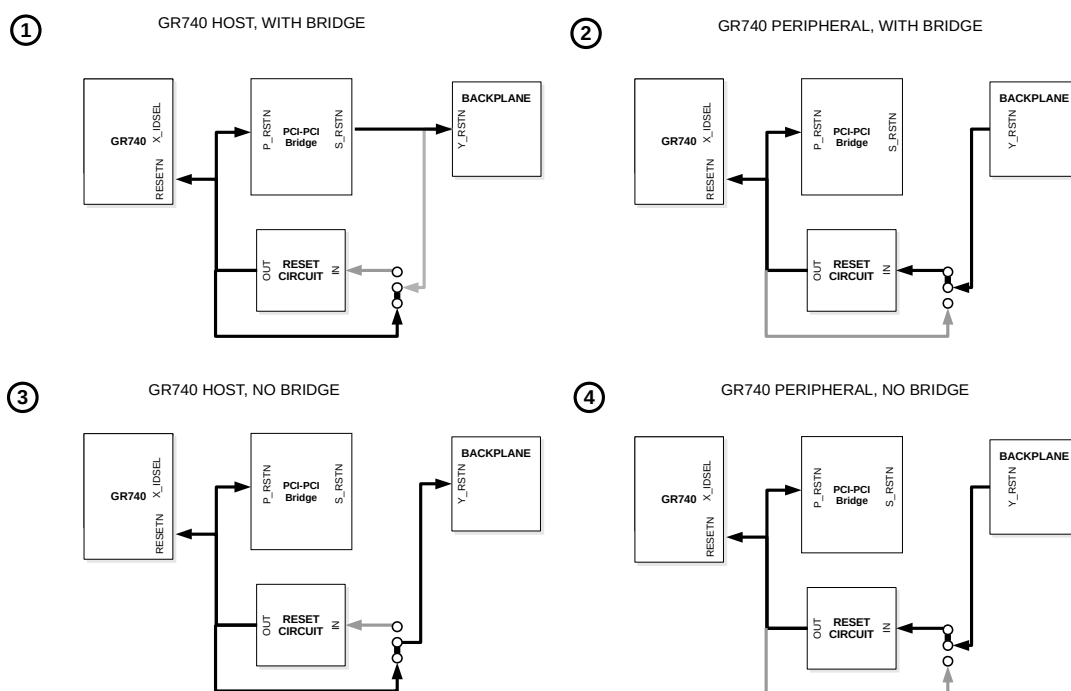 1
GR740 HOST, WITH BRIDGE
GR740
X_IDSEL
RESETN
P_RSTN
PCI-PCI
Bridge
S_RSTN
BACKPLANE
Y_RSTN
OUT
RESET
CIRCUIT
IN
2
GR740 PERIPHERAL, WITH BRIDGE
GR740
X_IDSEL
RESETN
P_RSTN
PCI-PCI
Bridge
S_RSTN
BACKPLANE
Y_RSTN
OUT
RESET
CIRCUIT
IN
3
GR740 HOST, NO BRIDGE
GR740
X_IDSEL
RESETN
P_RSTN
PCI-PCI
Bridge
S_RSTN
BACKPLANE
Y_RSTN
OUT
RESET
CIRCUIT
IN
4
GR740 PERIPHERAL, NO BRIDGE
GR740
X_IDSEL
RESETN
P_RSTN
PCI-PCI
Bridge
S_RSTN
BACKPLANE
Y_RSTN
OUT
RESET
CIRCUIT
IN